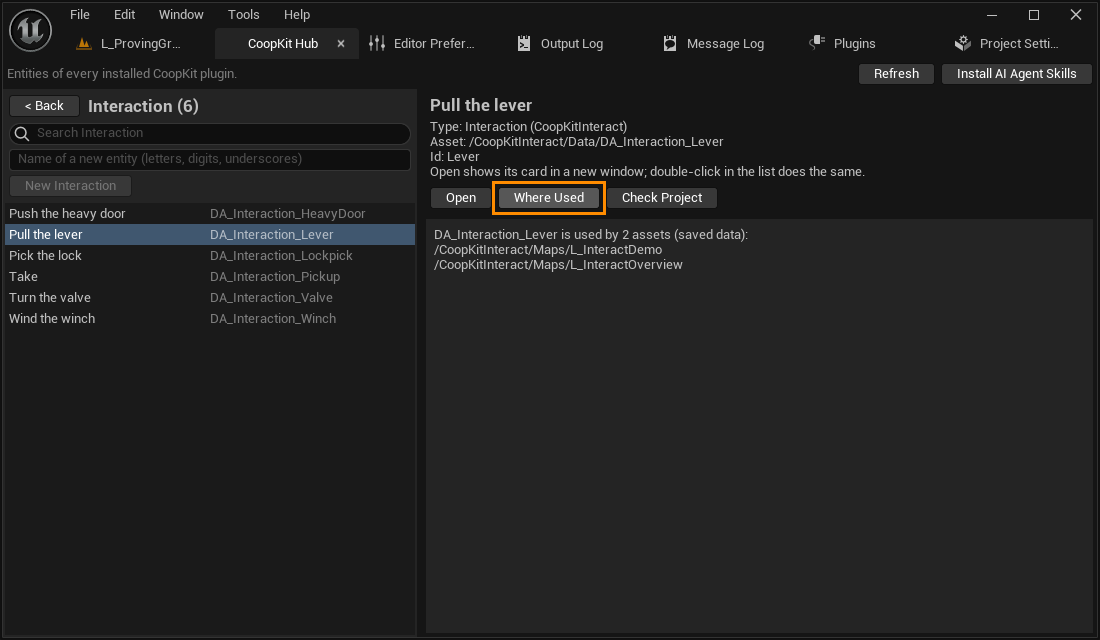 File Edit Window Tools Help
L_ProvingGr... CoopKit Hub Editor Prefer... Output Log Message Log Plugins Project Setti...
Entities of every installed CoopKit plugin. Refresh Install AI Agent Skills
< Back Interaction (6)
Search Interaction
Name of a new entity (letters, digits, underscores)
New Interaction
Push the heavy door DA_Interaction_HeavyDoor
Pull the lever DA_Interaction_Lever
Pick the lock DA_Interaction_Lockpick
Take DA_Interaction_Pickup
Turn the valve DA_Interaction_Valve
Wind the winch DA_Interaction_Winch
Pull the lever
Type: Interaction (CoopKitInteract)
Asset: /CoopKitInteract/Data/DA_Interaction_Lever
Id: Lever
Open shows its card in a new window; double-click in the list does the same.
Open Where Used Check Project
DA_Interaction_Lever is used by 2 assets (saved data):
/CoopKitInteract/Maps/L_InteractDemo
/CoopKitInteract/Maps/L_InteractOverview